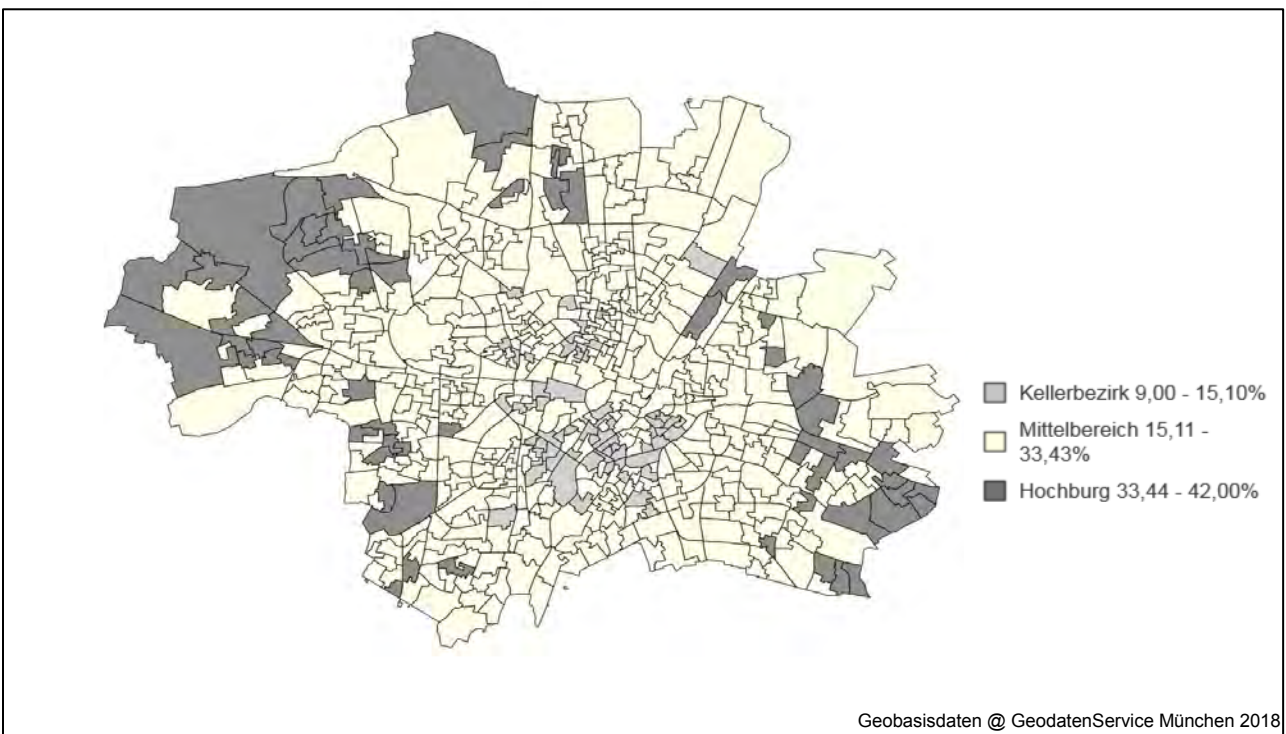 Kellerbezirk 9,00 - 15,10%
Mittelbereich 15,11 -
33,43%
Hochburg 33,44 - 42,00%
Geobasisdaten @ GeodatenService München 2018